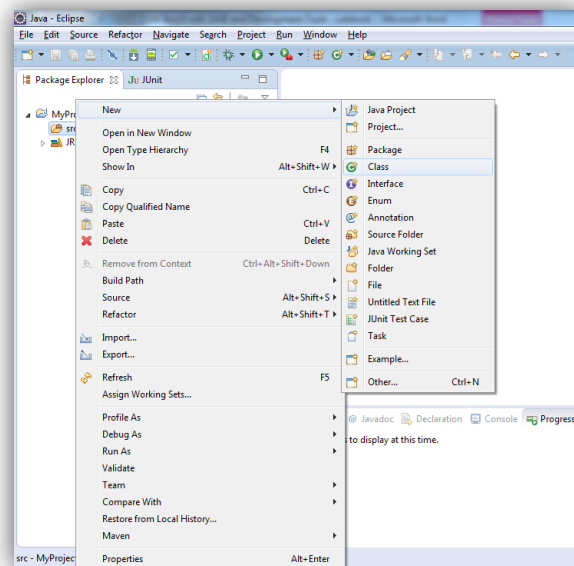 Java - Eclipse
File Edit Source Refactor Navigate Search Project Run Window Help
Package Explorer JUnit
src
New
Open in New Window
Open Type Hierarchy F4
Show In Alt+Shift+W
Copy Ctrl+C
Copy Qualified Name
Paste Ctrl+V
Delete Delete
Remove from Context Ctrl+Alt+Shift+Down
Build Path
Source Alt+Shift+S
Refactor Alt+Shift+T
Import...
Export...
Refresh F5
Assign Working Sets...
Profile As
Debug As
Run As
Validate
Team
Compare With
Restore from Local History...
Maven
Properties Alt+Enter
Java Project
Project...
Package
Class
Interface
Enum
Annotation
Source Folder
Java Working Set
Folder
File
Untitled Text File
JUnit Test Case
Task
Example...
Other... Ctrl+N
@ Javadoc Declaration Console Progress
to display at this time.
src - MyProjec